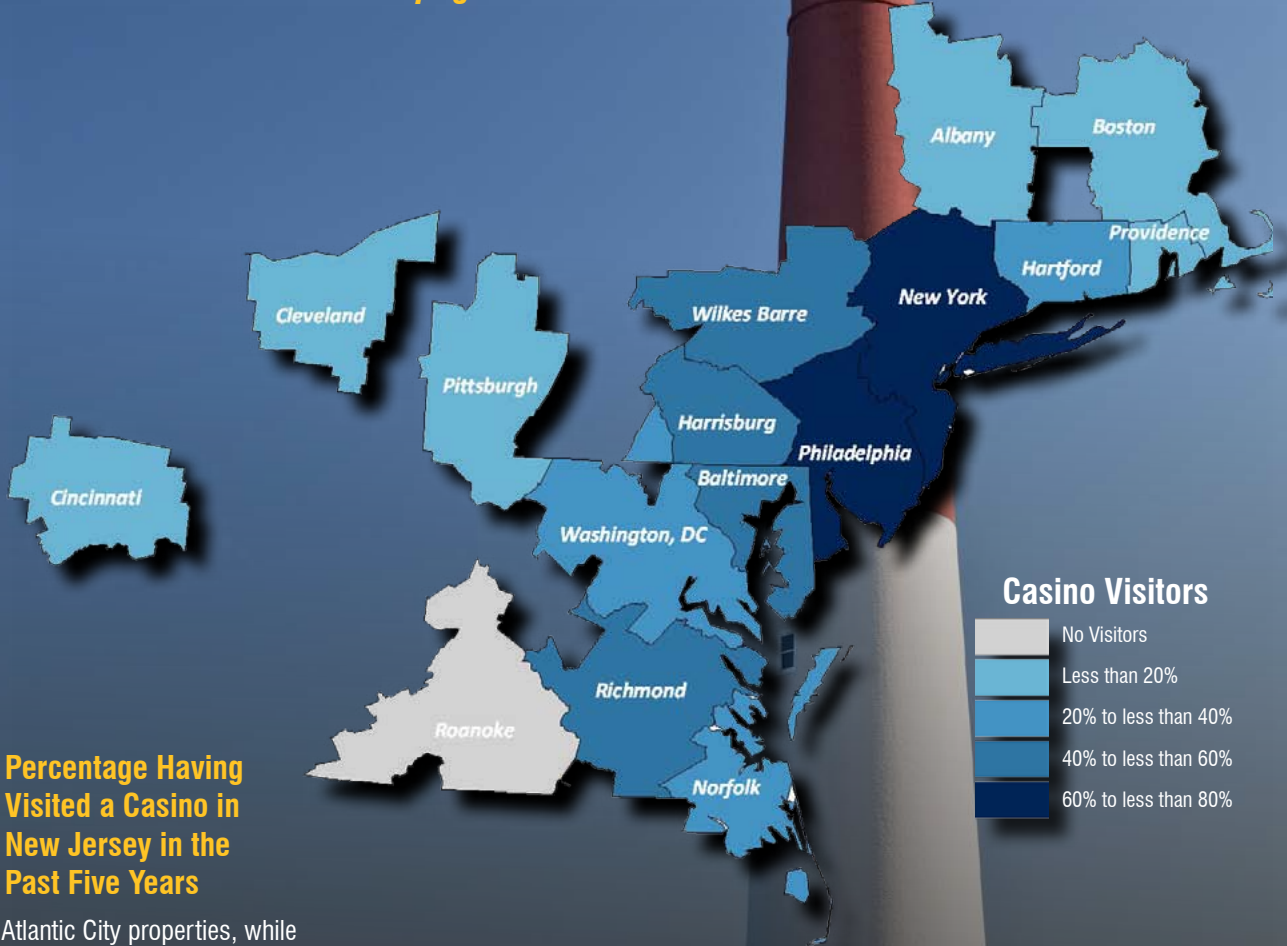 Albany
Boston
Providence
Hartford
New York
Wilkes Barre
Cleveland
Pittsburgh
Harrisburg
Philadelphia
Baltimore
Cincinnati
Washington, DC
Richmond
Roanoke
Norfolk
Casino Visitors
No Visitors
Less than 20%
20% to less than 40%
40% to less than 60%
60% to less than 80%
Percentage Having
Visited a Casino in
New Jersey in the
Past Five Years
Atlantic City properties, while